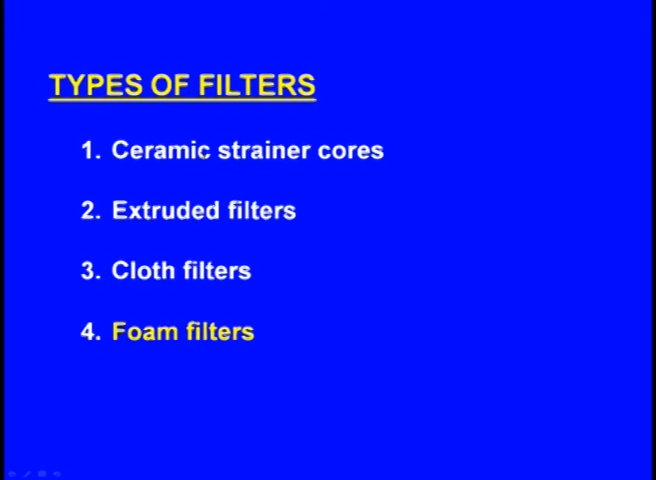 TYPES OF FILTERS
1. Ceramic strainer cores
2. Extruded filters
3. Cloth filters
4. Foam filters